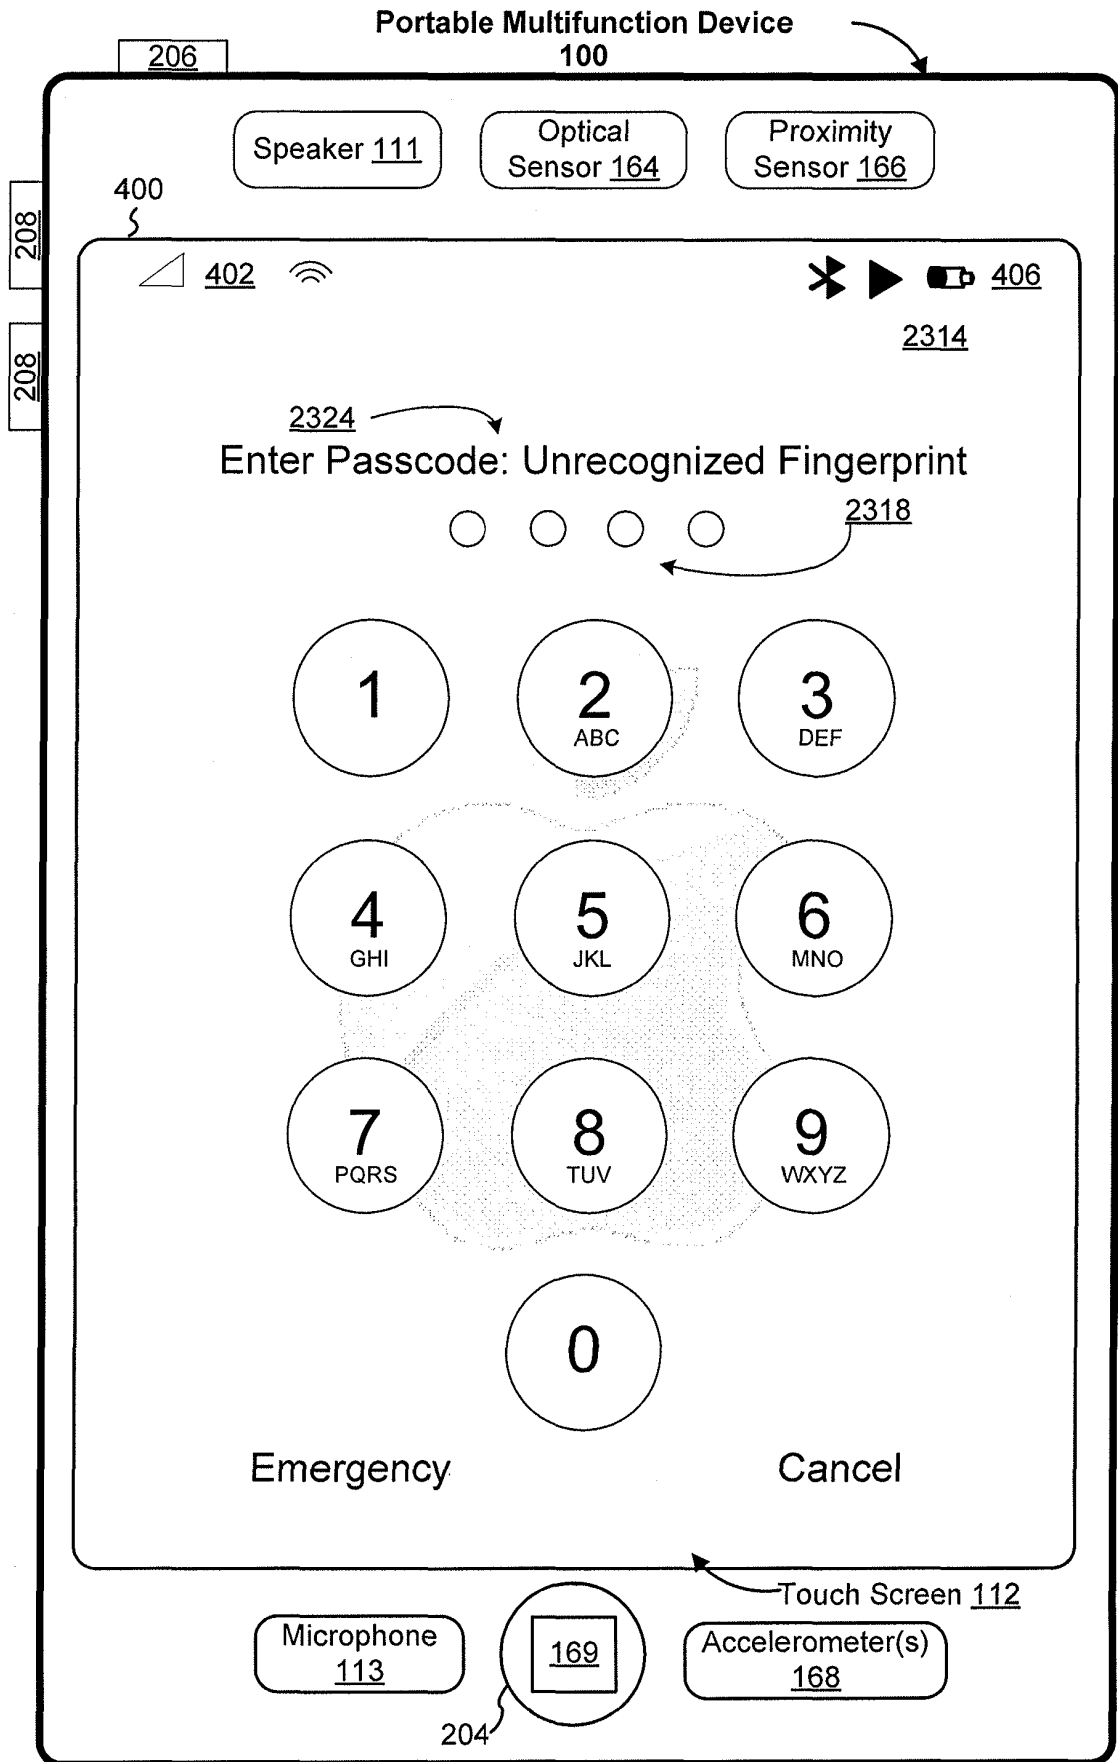 Portable Multifunction Device
100
206
Speaker 111
Optical
Sensor 164
Proximity
Sensor 166
400
208
402
406
2314
208
2324
Enter Passcode: Unrecognized Fingerprint
2318
1
2
ABC
3
DEF
4
GHI
5
JKL
6
MNO
7
PQRS
8
TUV
9
WXYZ
0
Emergency
Cancel
Touch Screen 112
Microphone
113
169
Accelerometer(s)
168
204